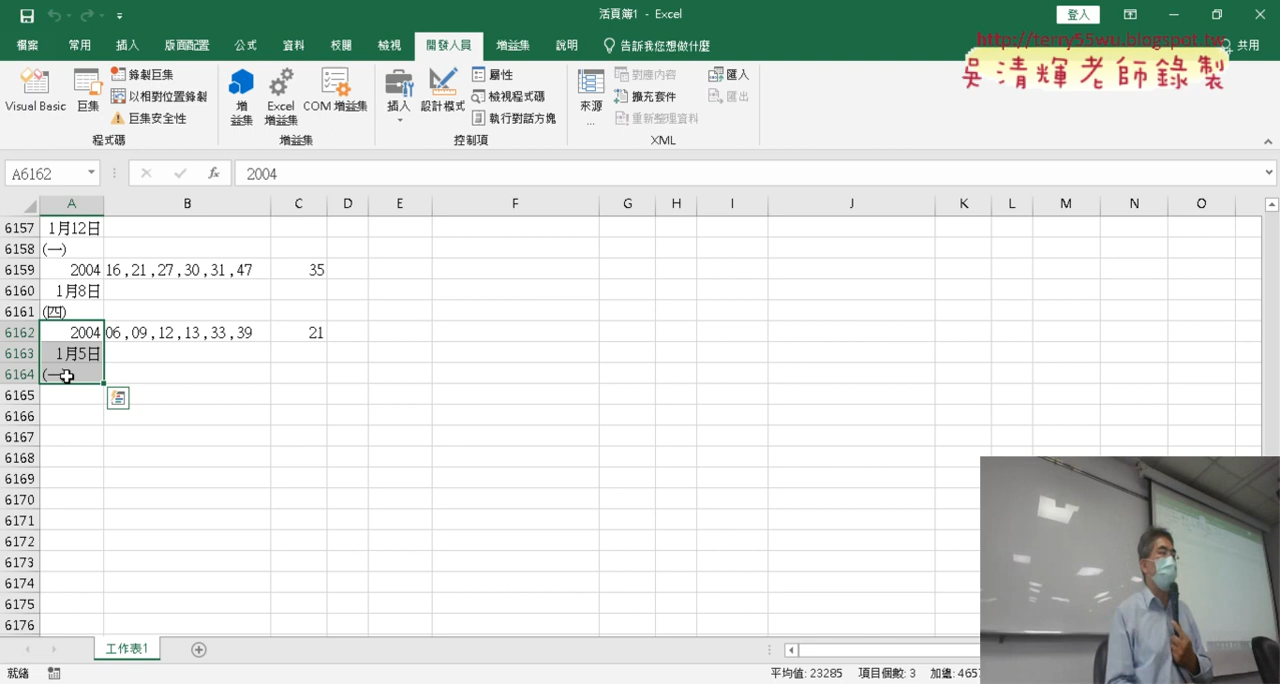 活頁簿1 - Excel
登入
檔案 常用 插入 版面配置 公式 資料 校閱 檢視 開發人員 增益集 說明 告訴我您想做什麼 共用
http://terry55wu.blogspot.tw
吳清輝老師錄製
Visual Basic 巨集 錄製巨集 以相對位置錄製 巨集安全性
增益集 Excel 增益集 COM 增益集
插入 設計模式 屬性 檢視程式碼 執行對話方塊
來源... 對應內容 擴充套件 重新整理資料 匯入 匯出
程式碼 增益集 控制項 XML
A6162 fx 2004
A B C D E F G H I J K L M N O
6157 1月12日
6158 (一)
6159 2004 16 ,21 ,27 ,30 ,31 ,47 35
6160 1月8日
6161 (四)
6162 2004 06 ,09 ,12 ,13 ,33 ,39 21
6163 1月5日
6164 (一
6165
6166
6167
6168
6169
6170
6171
6172
6173
6174
6175
6176
工作表1
就緒 平均值: 23285 項目個數: 3 加總: 465